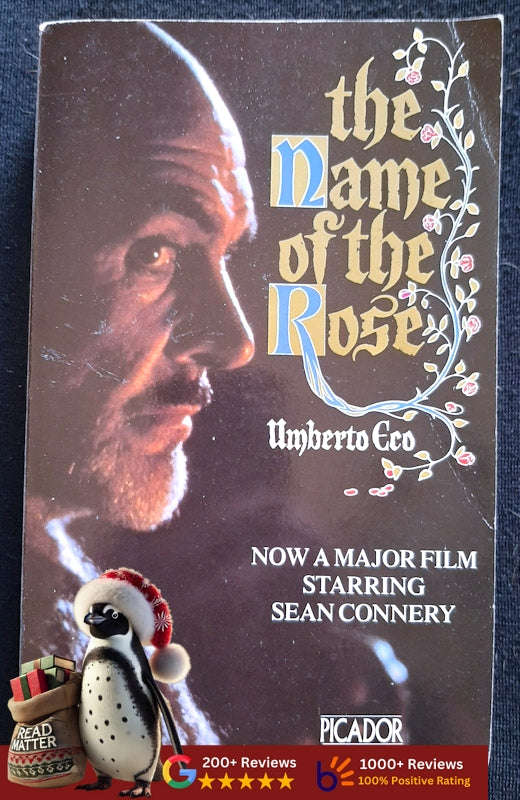 the
Name
of the
Rose
Umberto Eco
NOW A MAJOR FILM
STARRING
SEAN CONNERY
PICADOR
READ
MATTER
200+ Reviews
1000+ Reviews
100% Positive Rating